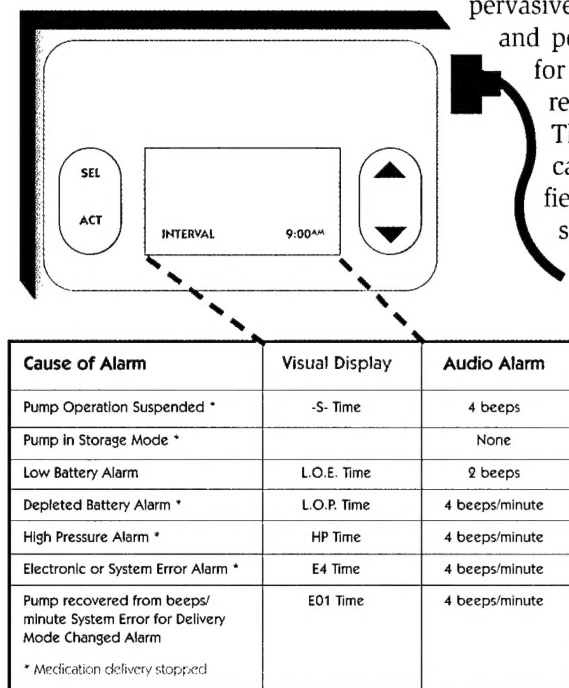 pervasive
and pe
for
re
Th
ca
fie
s
SEL
ACT
INTERVAL 9:00AM
Cause of Alarm Visual Display Audio Alarm
Pump Operation Suspended * -S- Time 4 beeps
Pump in Storage Mode * None
Low Battery Alarm L.O.E. Time 2 beeps
Depleted Battery Alarm * L.O.P. Time 4 beeps/minute
High Pressure Alarm * HP Time 4 beeps/minute
Electronic or System Error Alarm * E4 Time 4 beeps/minute
Pump recovered from beeps/ E01 Time 4 beeps/minute
minute System Error for Delivery
Mode Changed Alarm
* Medication delivery stopped